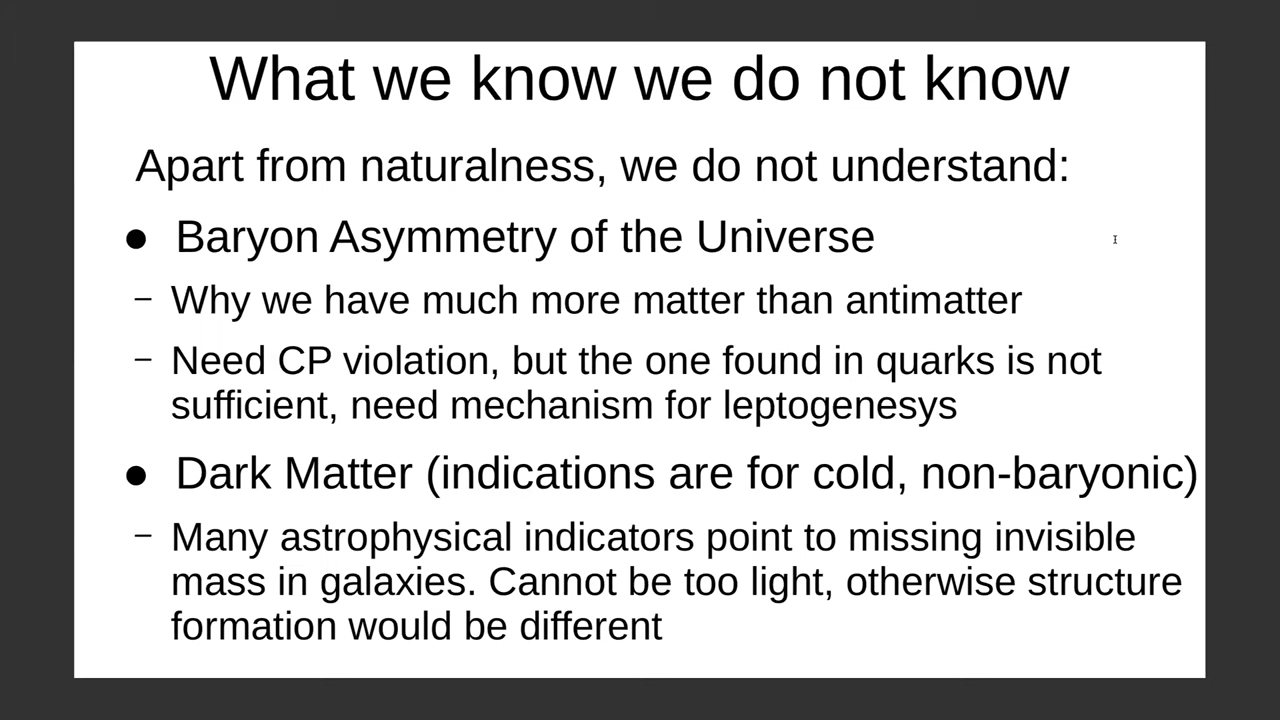 What we know we do not know
Apart from naturalness, we do not understand:
● Baryon Asymmetry of the Universe
– Why we have much more matter than antimatter
– Need CP violation, but the one found in quarks is not
sufficient, need mechanism for leptogenesys
● Dark Matter (indications are for cold, non-baryonic)
– Many astrophysical indicators point to missing invisible
mass in galaxies. Cannot be too light, otherwise structure
formation would be different